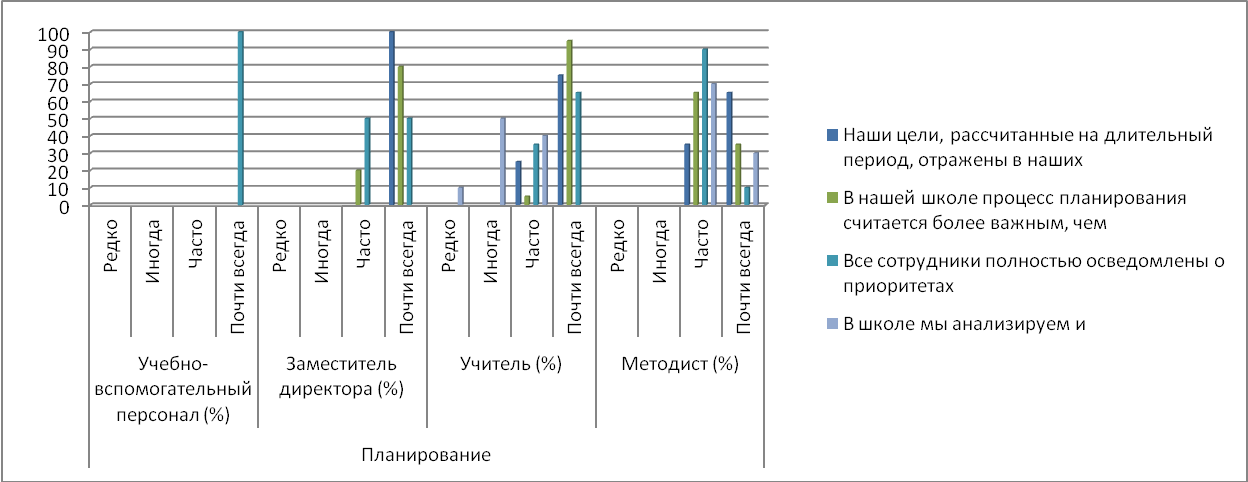 100
90
80
70
60
50
40
30
20
10
0
Редко
Иногда
Часто
Почти всегда
Редко
Иногда
Часто
Почти всегда
Редко
Иногда
Часто
Почти всегда
Редко
Иногда
Часто
Почти всегда
Учебно-
вспомогательный
персонал (%)
Заместитель
директора (%)
Учитель (%)
Методист (%)
Планирование
Наши цели, рассчитанные на длительный
период, отражены в наших
В нашей школе процесс планирования
считается более важным, чем
Все сотрудники полностью осведомлены о
приоритетах
В школе мы анализируем и